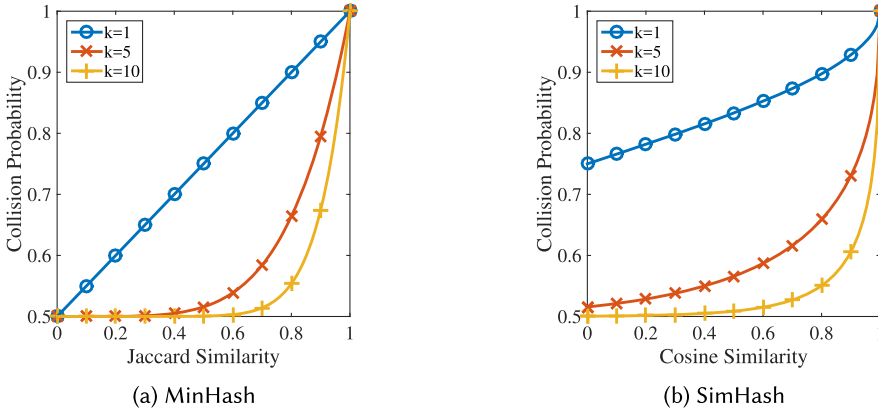 1
0.9
0.8
0.7
0.6
0.5
Collision Probability
k=1
k=5
k=10
0 0.2 0.4 0.6 0.8 1
Jaccard Similarity
(a) MinHash
1
0.9
0.8
0.7
0.6
0.5
Collision Probability
k=1
k=5
k=10
0 0.2 0.4 0.6 0.8
Cosine Similarity
(b) SimHash